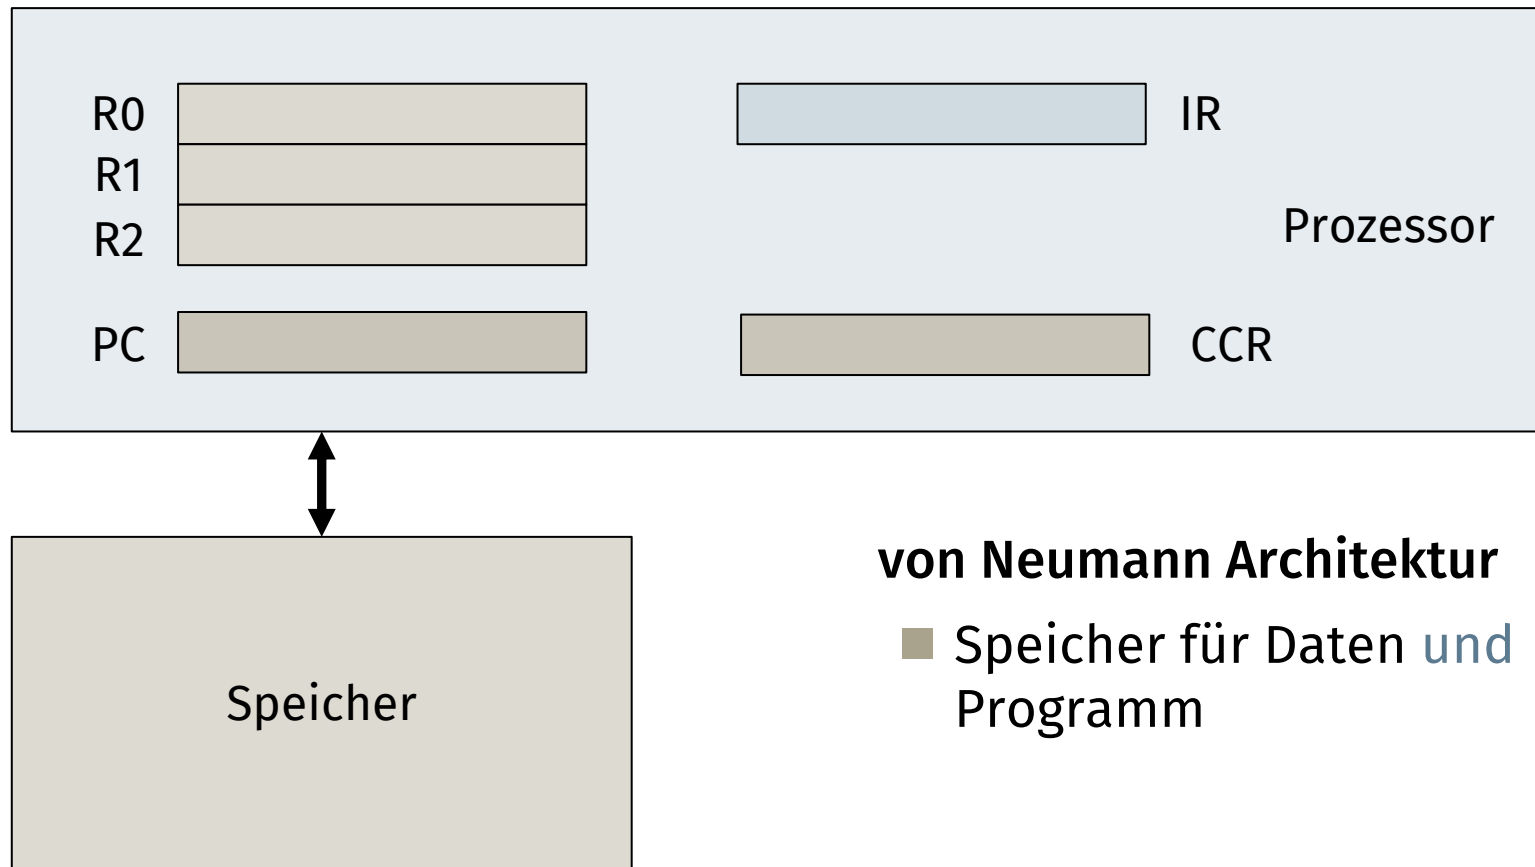 R0
IR
R1
Prozessor
R2
PC
CCR
von Neumann Architektur
Speicher für Daten und
Programm
Speicher